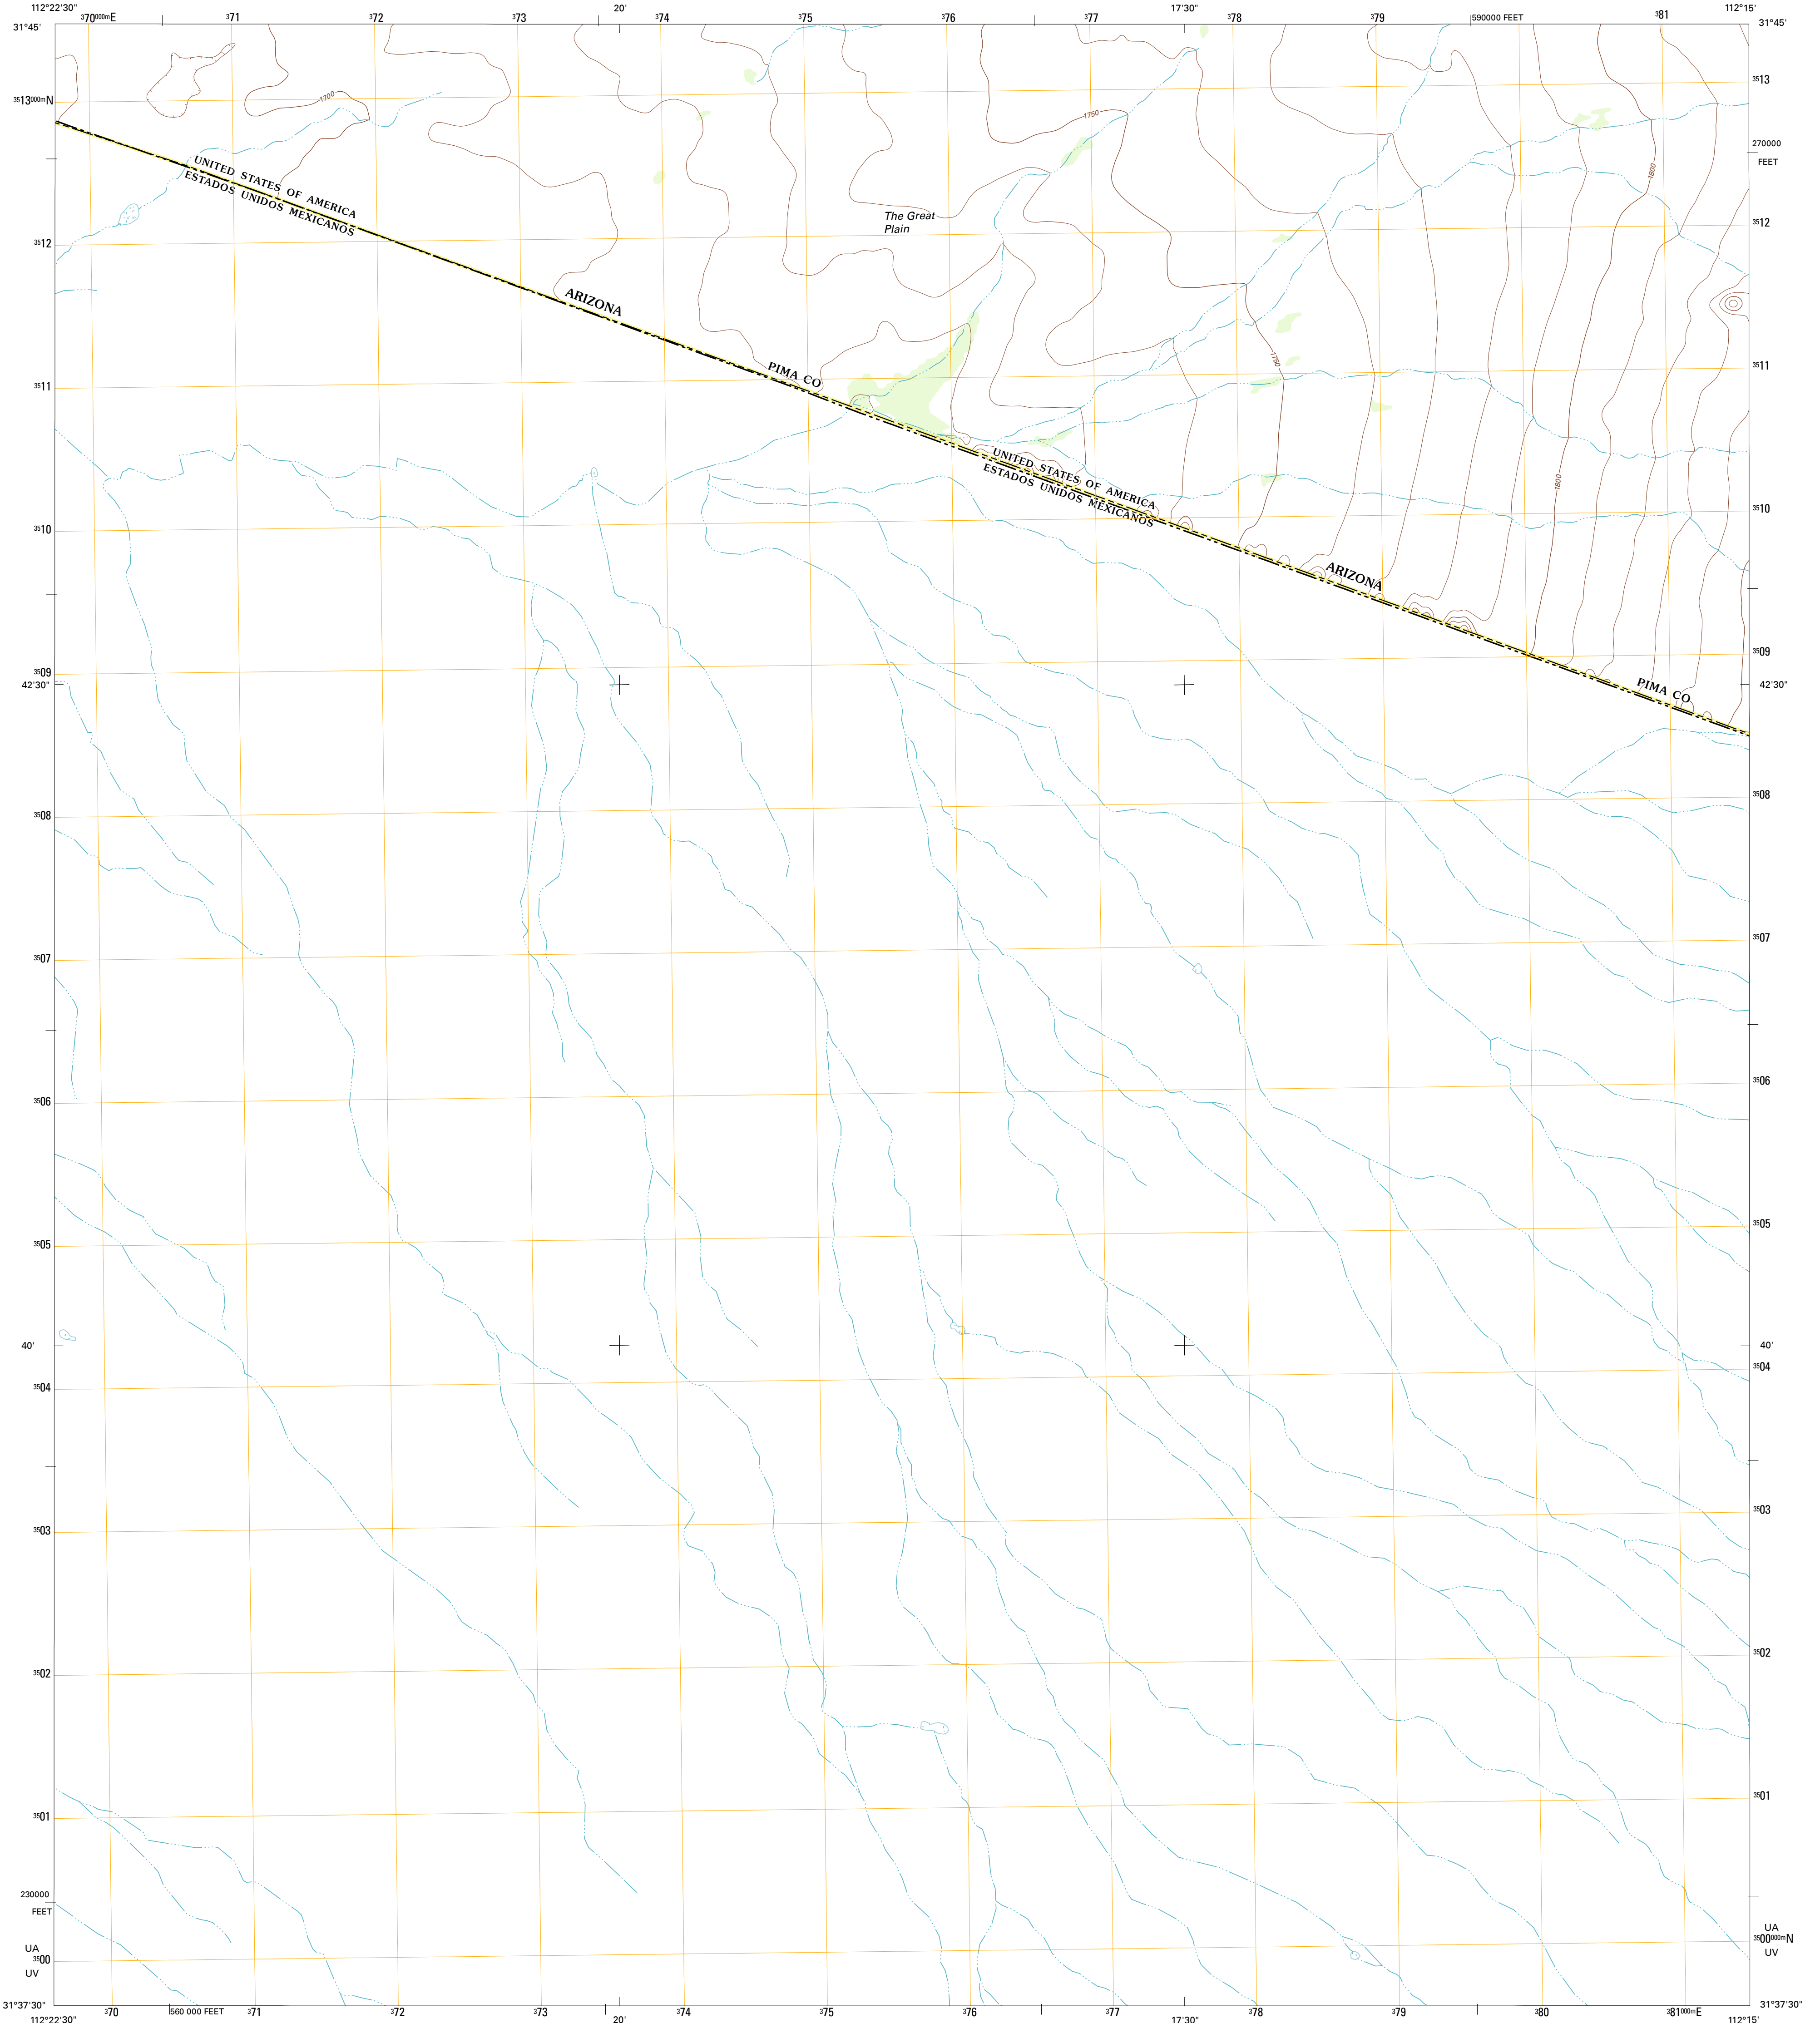 112°22'30" 20' 17'30" 112°15'
370000mE 371 372 373 374 375 376 377 378 379 590000 FEET 381
31°45' 31°45'
3513
3513000mN
1700
1750
270000
FEET
1800
UNITED STATES OF AMERICA
ESTADOS UNIDOS MEXICANOS
The Great
Plain
3512
3512
ARIZONA
1750
3511
PIMA CO
3511
UNITED STATES OF AMERICA
ESTADOS UNIDOS MEXICANOS
1800
3510
3510
ARIZONA
3509
3509
42'30" 42'30"
PIMA CO
3508
3508
3507
3507
3506
3506
3505
3505
40' 40'
3504
3504
3503
3503
3502
3502
3501
3501
230000
FEET
UA
3500
UV
UA
3500000mN
UV
31°37'30" 31°37'30"
370 560 000 FEET 371 372 373 374 375 376 377 378 379 380 381000mE
112°22'30" 20' 17'30" 112°15'